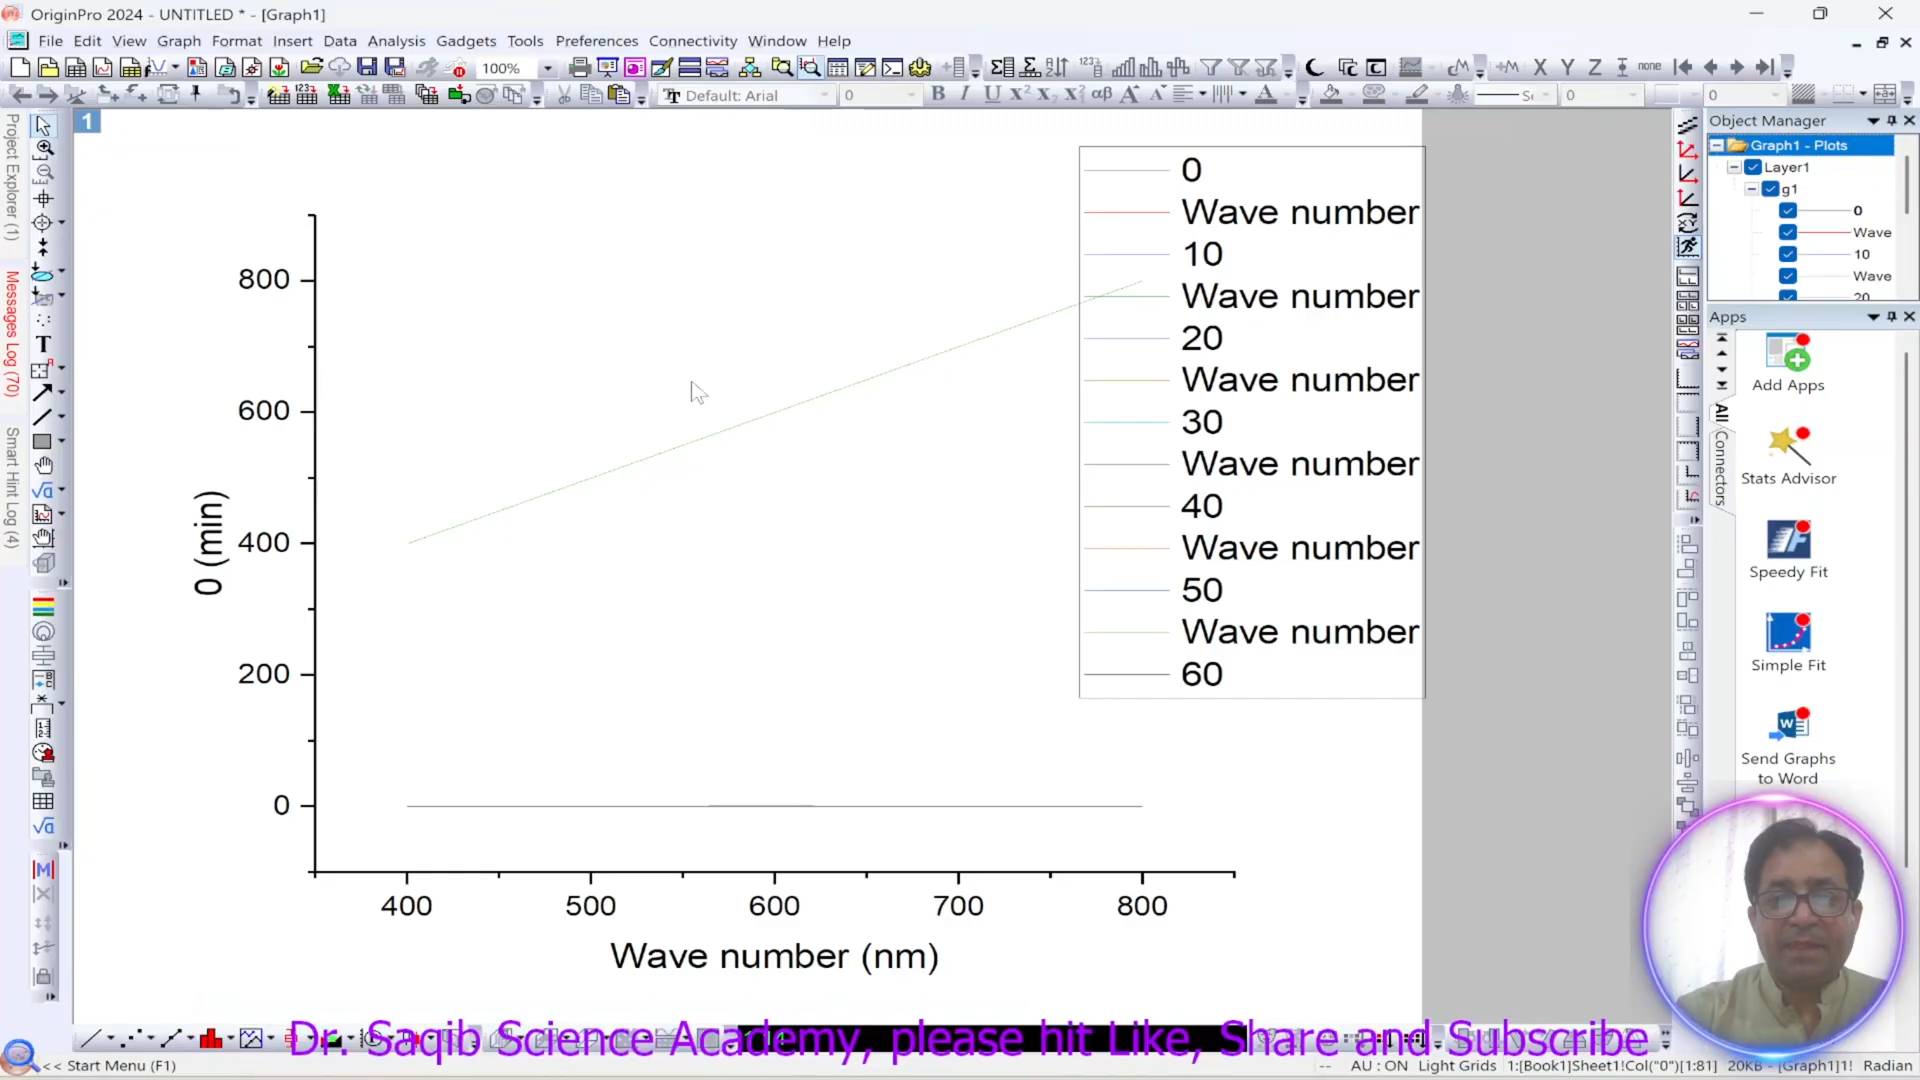 OriginPro 2024 - UNTITLED * - [Graph1]
File Edit View Graph Format Insert Data Analysis Gadgets Tools Preferences Connectivity Window Help
100%
Default: Arial 0 B I U 0 0
1
Project Explorer (1)
Messages Log (70)
Smart Hint Log (4)
0
Wave number
10
Wave number
20
Wave number
30
Wave number
40
Wave number
50
Wave number
60
800
600
400
200
0
0 (min)
400 500 600 700 800
Wave number (nm)
Object Manager
Graph1 - Plots
Layer1
g1
0
Wave
10
Wave
20
Apps
All
Connectors
Add Apps
Stats Advisor
Speedy Fit
Simple Fit
Send Graphs
to Word
Dr. Saqib Science Academy, please hit Like, Share and Subscribe
<< Start Menu (F1)
-- AU : ON Light Grids 1:[Book1]Sheet1!Col("0")[1:81] 20KB - [Graph1]1! Radian